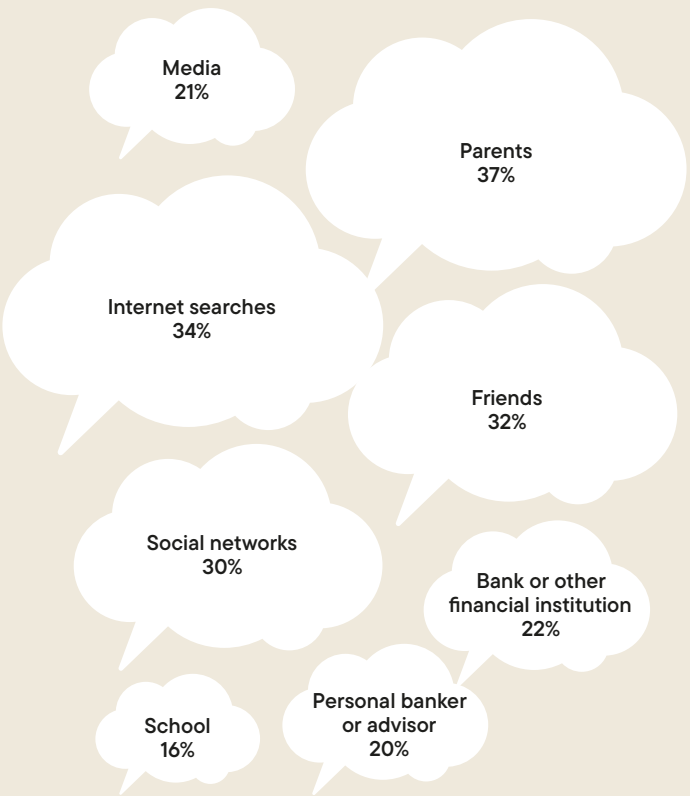 Media
21%
Parents
37%
Internet searches
34%
Friends
32%
Social networks
30%
Bank or other
financial institution
22%
School
16%
Personal banker
or advisor
20%